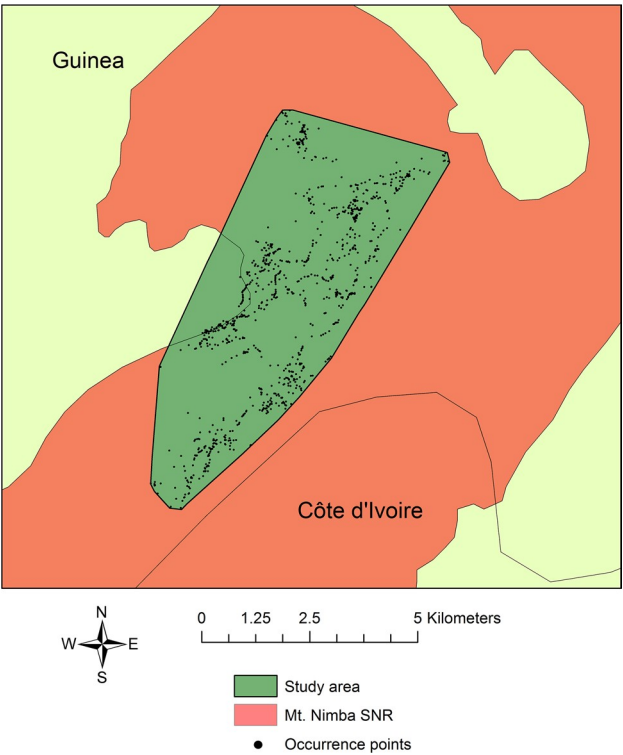 Guinea
Côte d'Ivoire
N
W E
S
0 1.25 2.5 5 Kilometers
Study area
Mt. Nimba SNR
Occurrence points